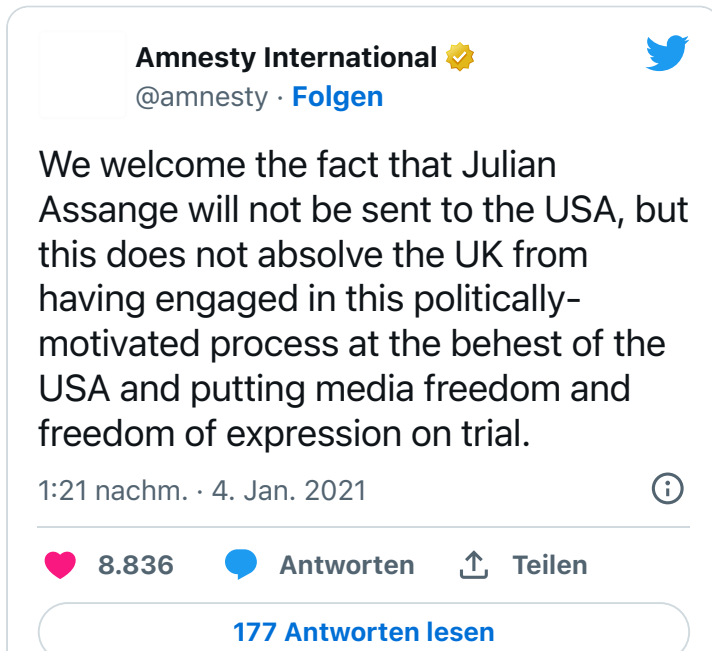 Amnesty International
@amnesty · Folgen
We welcome the fact that Julian
Assange will not be sent to the USA, but
this does not absolve the UK from
having engaged in this politically-
motivated process at the behest of the
USA and putting media freedom and
freedom of expression on trial.
1:21 nachm. · 4. Jan. 2021
8.836 Antworten Teilen
177 Antworten lesen